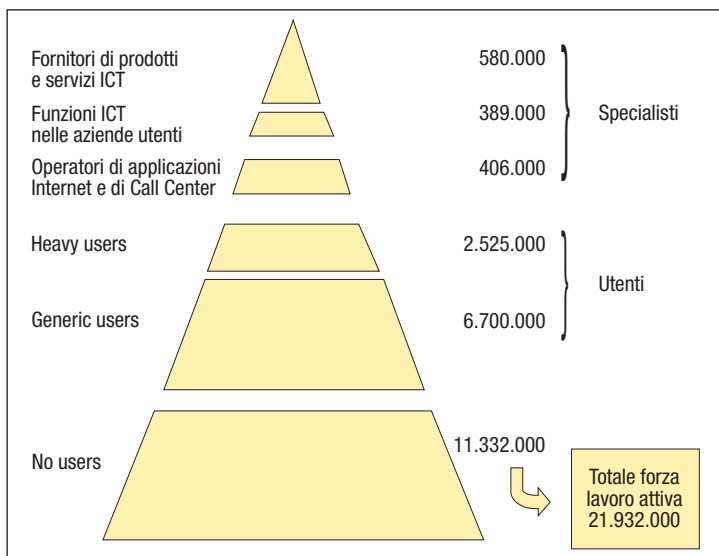 Fornitori di prodotti
e servizi ICT
580.000
Funzioni ICT
nelle aziende utenti
389.000
Specialisti
Operatori di applicazioni
Internet e di Call Center
406.000
Heavy users
2.525.000
Utenti
Generic users
6.700.000
No users
11.332.000
Totale forza
lavoro attiva
21.932.000